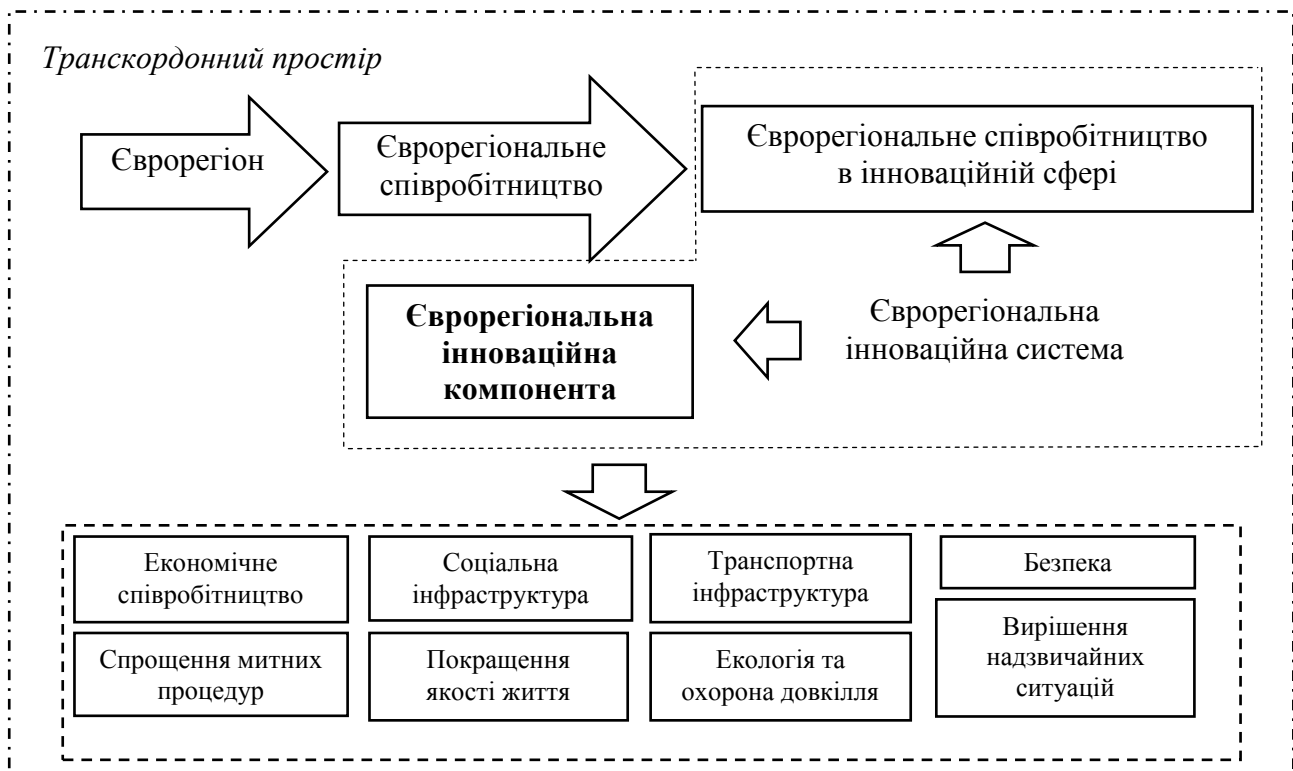 Транскордонний простір
Єврорегіон
Єврорегіональне
співробітництво
Єврорегіональне співробітництво
в інноваційній сфері
Єврорегіональна
інноваційна
компонента
Єврорегіональна
інноваційна система
Економічне
співробітництво
Соціальна
інфраструктура
Транспортна
інфраструктура
Безпека
Спрощення митних
процедур
Покращення
якості життя
Екологія та
охорона довкілля
Вирішення
надзвичайних
ситуацій